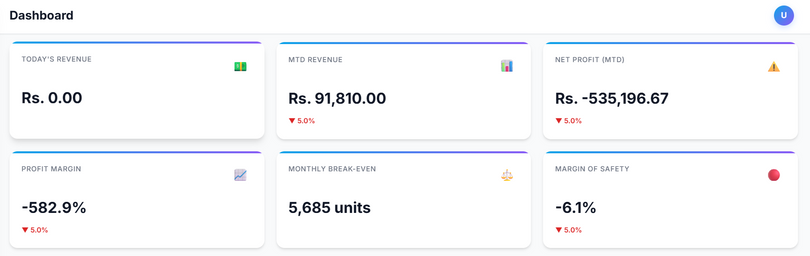 Dashboard
U
TODAY'S REVENUE
Rs. 0.00
MTD REVENUE
Rs. 91,810.00
▼ 5.0%
NET PROFIT (MTD)
Rs. -535,196.67
▼ 5.0%
PROFIT MARGIN
-582.9%
▼ 5.0%
MONTHLY BREAK-EVEN
5,685 units
MARGIN OF SAFETY
-6.1%
▼ 5.0%